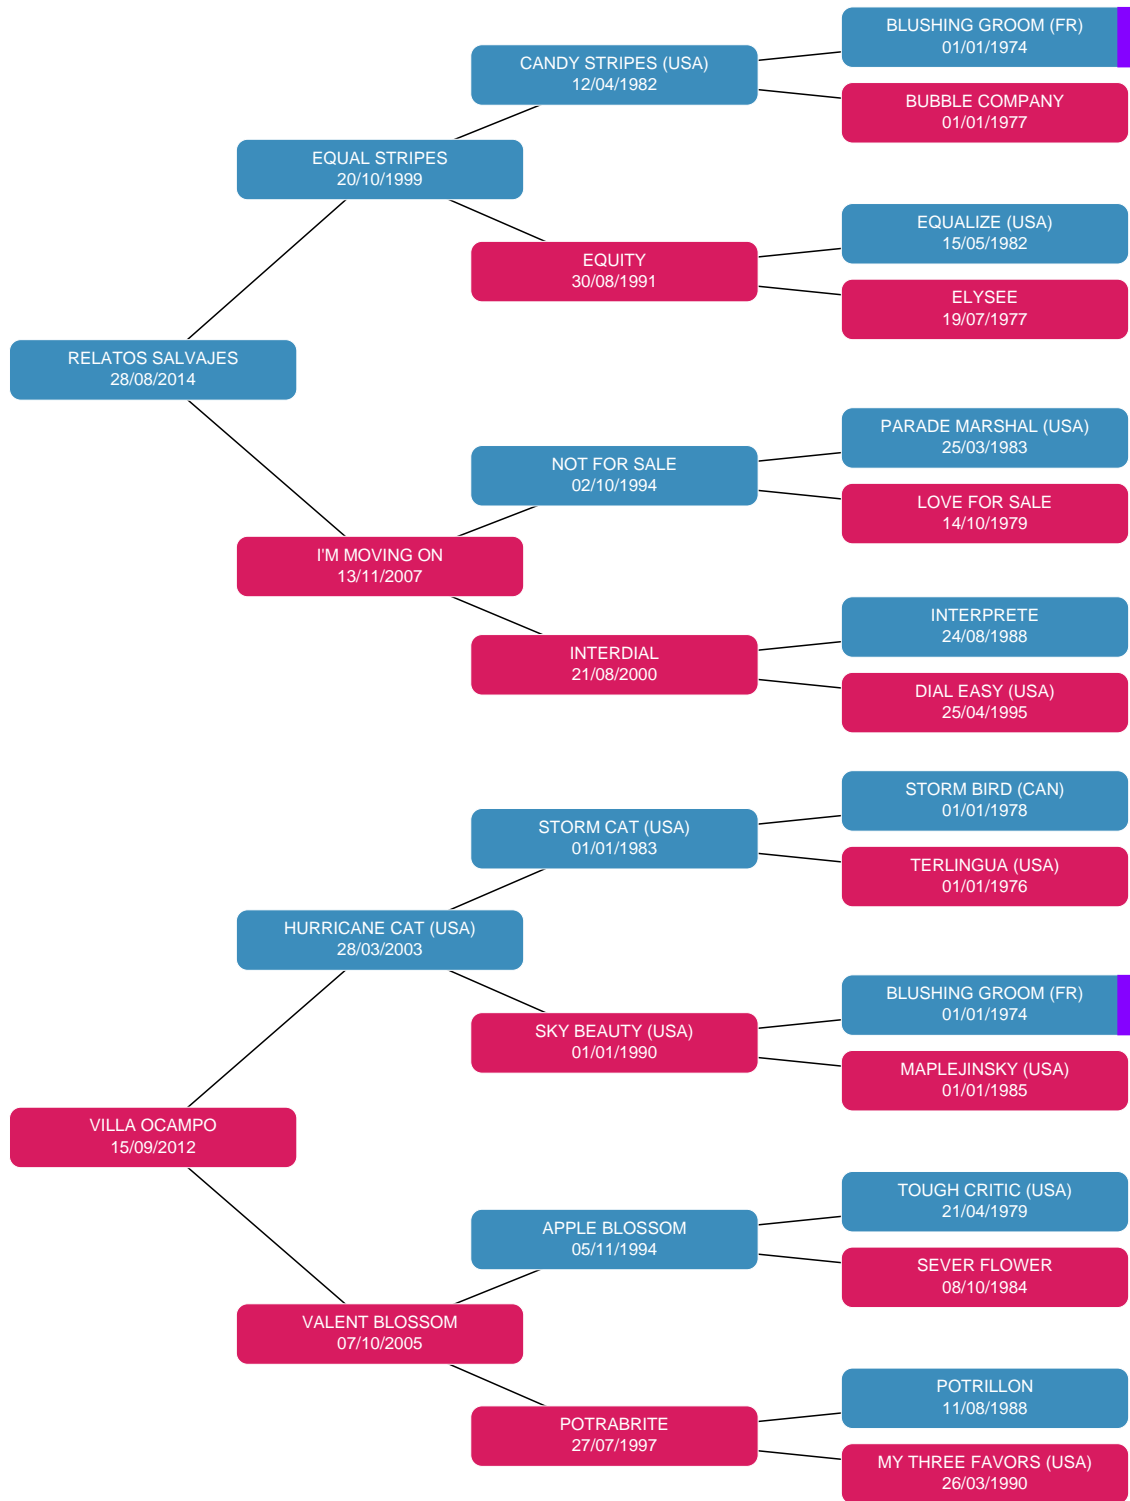 BLUSHING GROOM (FR)
01/01/1974
CANDY STRIPES (USA)
12/04/1982
BUBBLE COMPANY
01/01/1977
EQUAL STRIPES
20/10/1999
EQUALIZE (USA)
15/05/1982
EQUITY
30/08/1991
ELYSEE
19/07/1977
RELATOS SALVAJES
28/08/2014
PARADE MARSHAL (USA)
25/03/1983
NOT FOR SALE
02/10/1994
LOVE FOR SALE
14/10/1979
I'M MOVING ON
13/11/2007
INTERPRETE
24/08/1988
INTERDIAL
21/08/2000
DIAL EASY (USA)
25/04/1995
STORM BIRD (CAN)
01/01/1978
STORM CAT (USA)
01/01/1983
TERLINGUA (USA)
01/01/1976
HURRICANE CAT (USA)
28/03/2003
BLUSHING GROOM (FR)
01/01/1974
SKY BEAUTY (USA)
01/01/1990
MAPLEJINSKY (USA)
01/01/1985
VILLA OCAMPO
15/09/2012
TOUGH CRITIC (USA)
21/04/1979
APPLE BLOSSOM
05/11/1994
SEVER FLOWER
08/10/1984
VALENT BLOSSOM
07/10/2005
POTRILLON
11/08/1988
POTRABRITE
27/07/1997
MY THREE FAVORS (USA)
26/03/1990